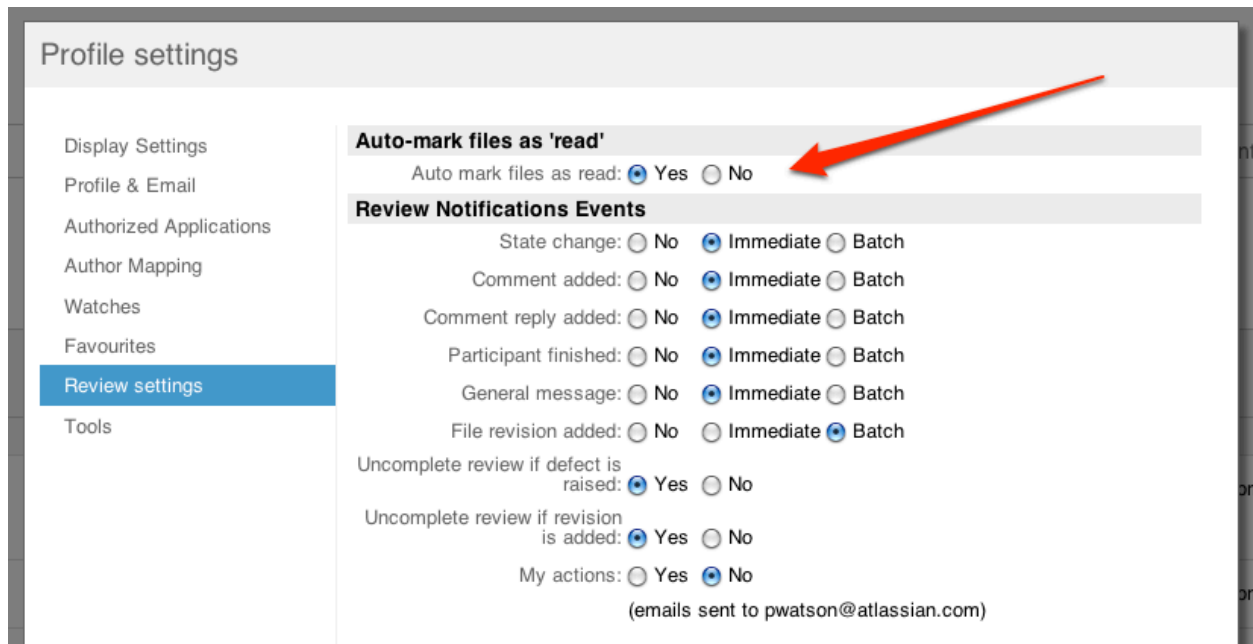 Profile settings
Display Settings
Profile & Email
Authorized Applications
Author Mapping
Watches
Favourites
Review settings
Tools
Auto-mark files as 'read'
Auto mark files as read: Yes No
Review Notifications Events
State change: No Immediate Batch
Comment added: No Immediate Batch
Comment reply added: No Immediate Batch
Participant finished: No Immediate Batch
General message: No Immediate Batch
File revision added: No Immediate Batch
Uncomplete review if defect is
raised: Yes No
Uncomplete review if revision
is added: Yes No
My actions: Yes No
(emails sent to pwatson@atlassian.com)